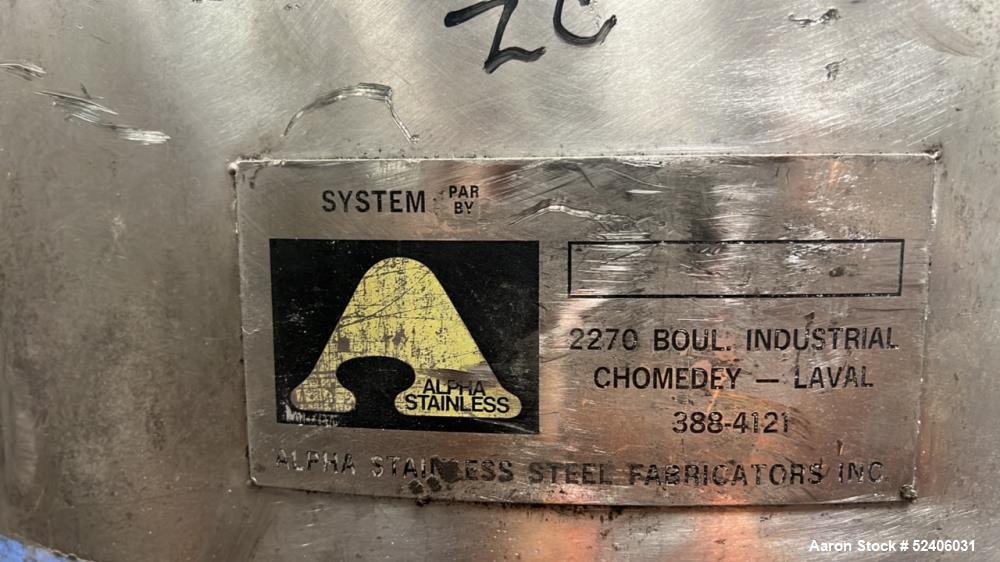 2C
SYSTEM PAR
BY
ALPHA
STAINLESS
2270 BOUL. INDUSTRIAL
CHOMEDEY — LAVAL
388-4121
ALPHA STAINLESS STEEL FABRICATORS INC.
Aaron Stock # 52406031